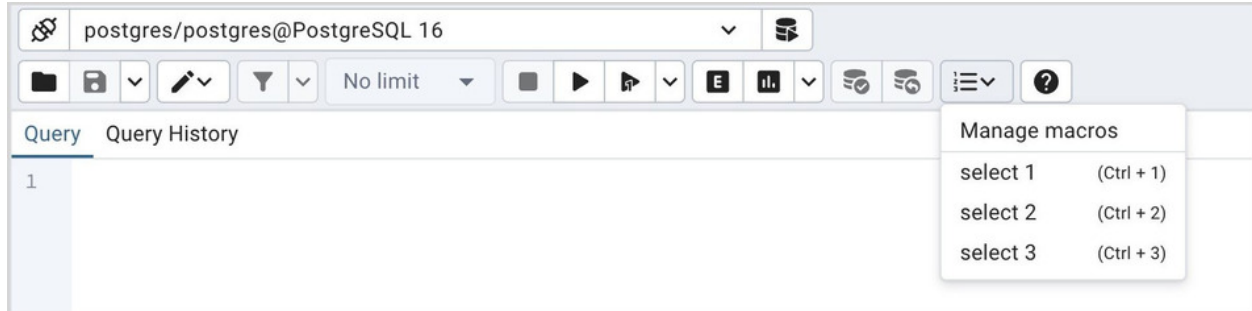 postgres/postgres@PostgreSQL 16
No limit
E
Query Query History
Manage macros
1
select 1 (Ctrl + 1)
select 2 (Ctrl + 2)
select 3 (Ctrl + 3)